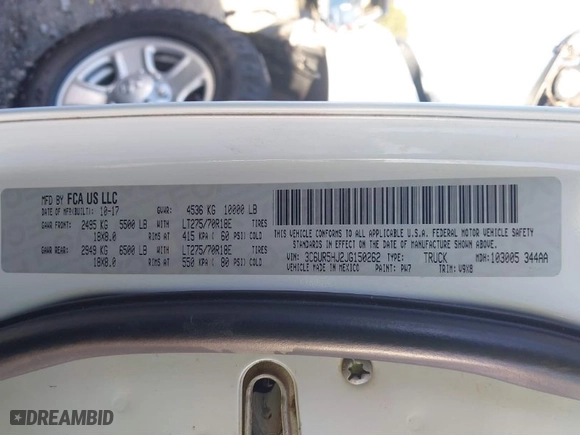 MFD BY FCA US LLC
DATE OF MFR(BUILT): 10-17 GVWR: 4536 KG 10000 LB
GAWR FRONT: 2495 KG 5500 LB WITH LT275/70R18E TIRES
18X8.0 RIMS AT 415 KPA ( 60 PSI) COLD
GAWR REAR: 2949 KG 6500 LB WITH LT275/70R18E TIRES
18X8.0 RIMS AT 550 KPA ( 80 PSI) COLD
THIS VEHICLE CONFORMS TO ALL APPLICABLE
U.S.A. FEDERAL MOTOR VEHICLE SAFETY
STANDARDS IN EFFECT ON THE DATE OF
MANUFACTURE SHOWN ABOVE.
VIN: 3C6UR5HJ2JG150262 TYPE: TRUCK MDH: 103005 344AA
MADE IN MEXICO PAINT: PW7 TRIM: V9X8
DREAMBID